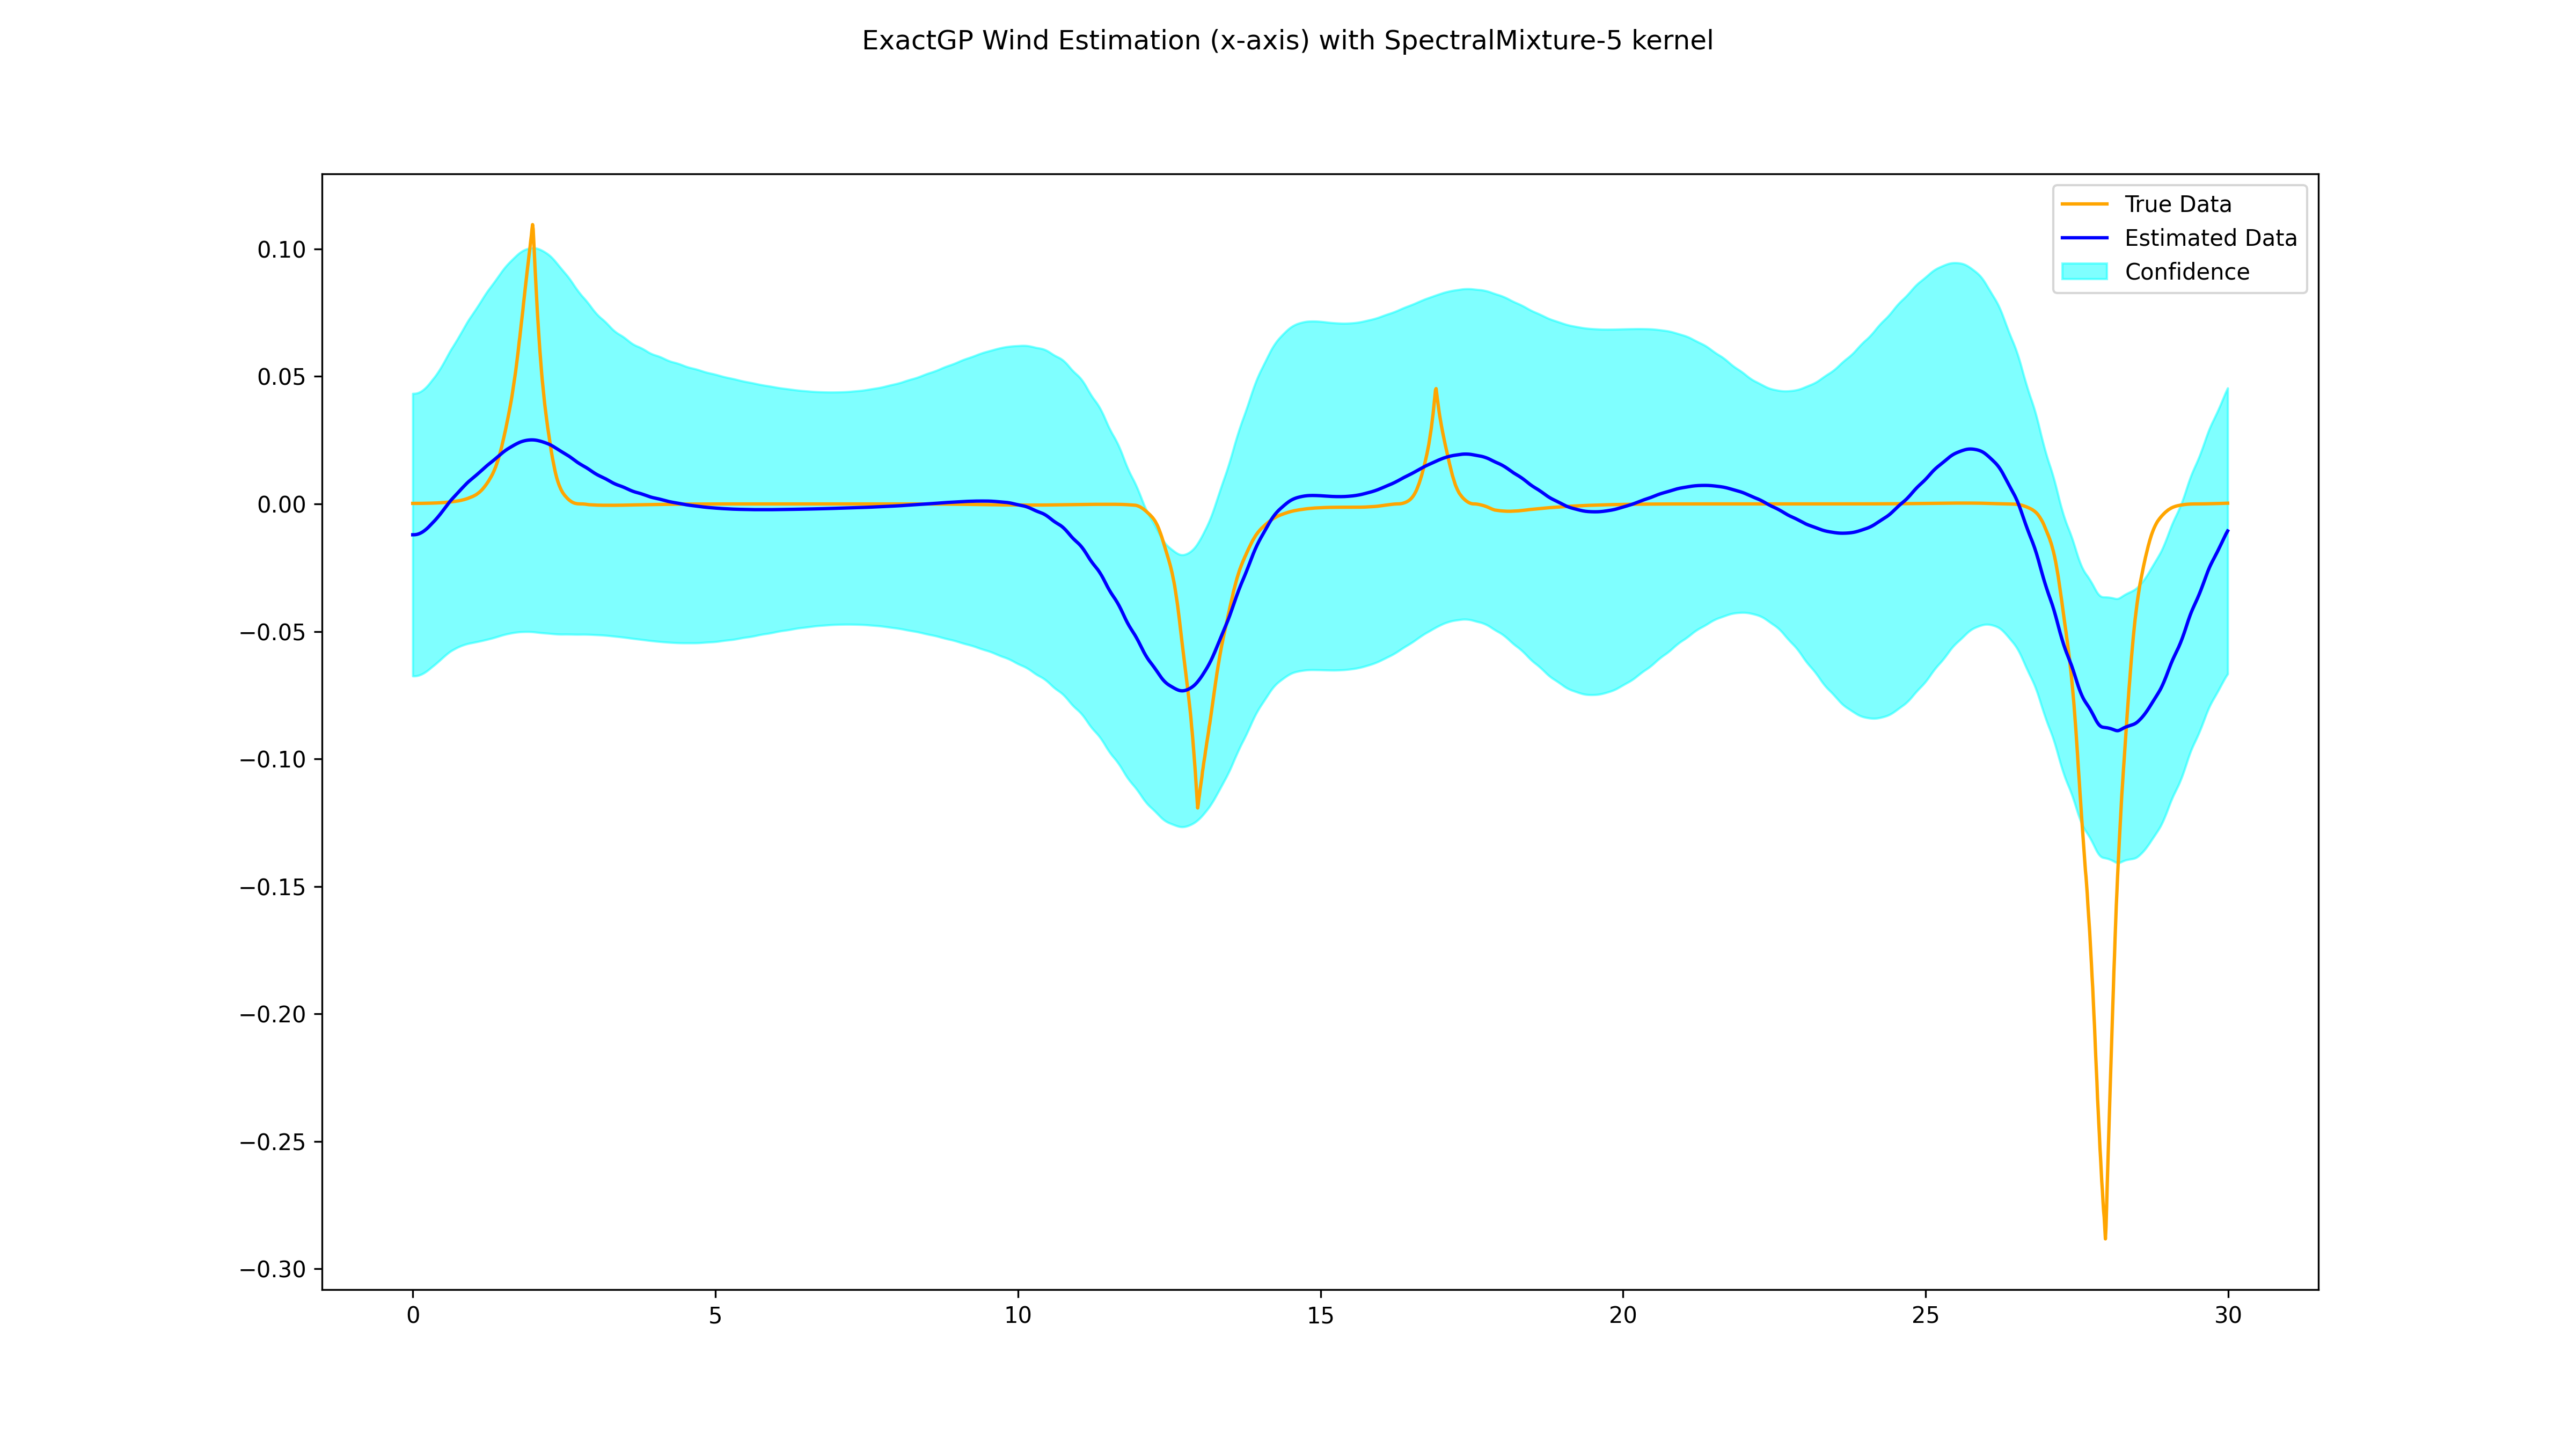 ExactGP Wind Estimation (x-axis) with SpectralMixture-5 kernel
True Data
Estimated Data
Confidence
0.10
0.05
0.00
−0.05
−0.10
−0.15
−0.20
−0.25
−0.30
0 5 10 15 20 25 30